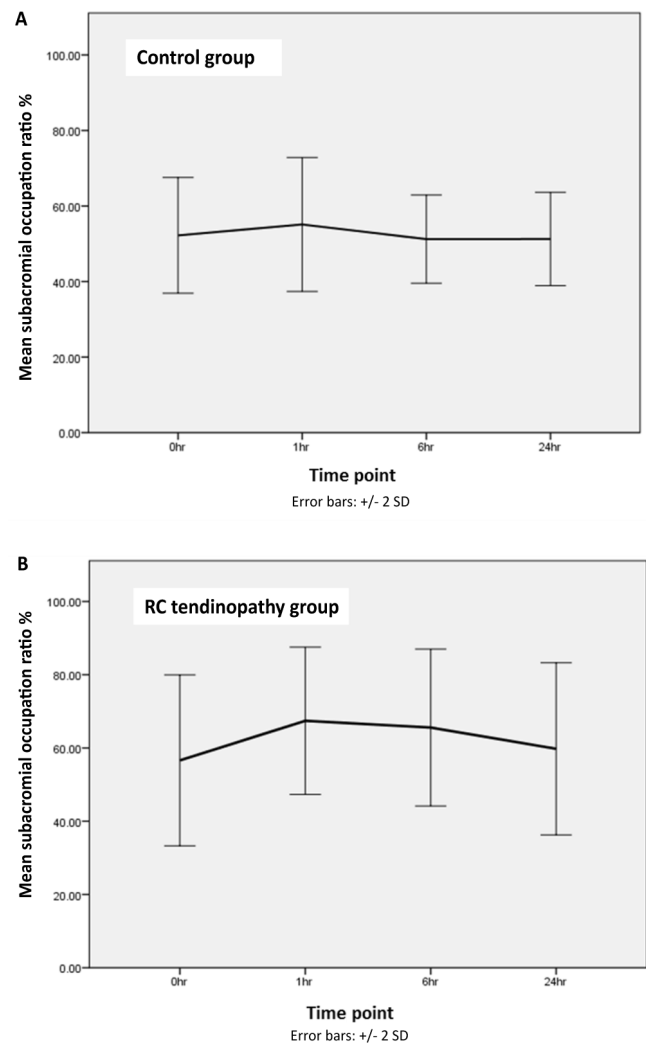 A
Control group
Mean subacromial occupation ratio %
100.00
80.00
60.00
40.00
20.00
0.00
0hr 1hr 6hr 24hr
Time point
Error bars: +/- 2 SD
B
RC tendinopathy group
Mean subacromial occupation ratio %
100.00
80.00
60.00
40.00
20.00
0.00
0hr 1hr 6hr 24hr
Time point
Error bars: +/- 2 SD